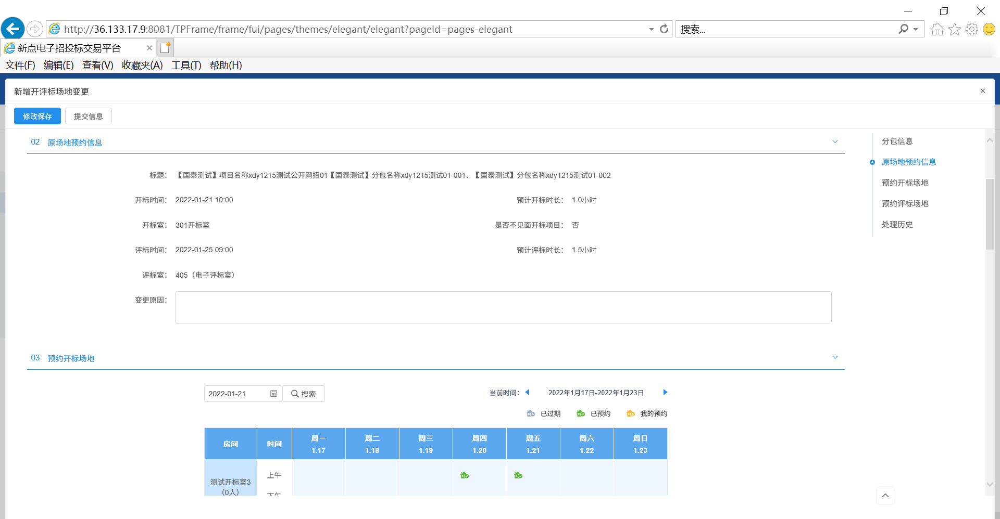 http://36.133.17.9:8081/TPFrame/frame/fui/pages/themes/elegant/elegant?pageId=pages-elegant
搜索...
新点电子招投标交易平台
文件(F) 编辑(E) 查看(V) 收藏夹(A) 工具(T) 帮助(H)
新增开评标场地变更
修改保存 提交信息
02 原场地预约信息
标题： 【国泰测试】项目名称xdy1215测试公开网招01【国泰测试】分包名称xdy1215测试01-001、【国泰测试】分包名称xdy1215测试01-002
开标时间： 2022-01-21 10:00 预计开标时长： 1.0小时
开标室： 301开标室 是否不见面开标项目： 否
评标时间： 2022-01-25 09:00 预计评标时长： 1.5小时
评标室： 405（电子评标室）
变更原因：
分包信息
原场地预约信息
预约开标场地
预约评标场地
处理历史
03 预约开标场地
2022-01-21 搜索 当前时间： 2022年1月17日-2022年1月23日
已过期 已预约 我的预约
房间 时间 周一 周二 周三 周四 周五 周六 周日
1.17 1.18 1.19 1.20 1.21 1.22 1.23
上午
测试开标室3
（0人）
下午